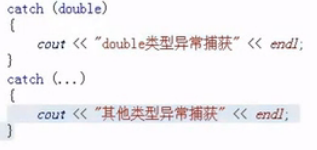 catch (double)
{
cout << "double类型异常捕获" << endl;
}
catch (...)
{
cout << "其他类型异常捕获" << endl;
}